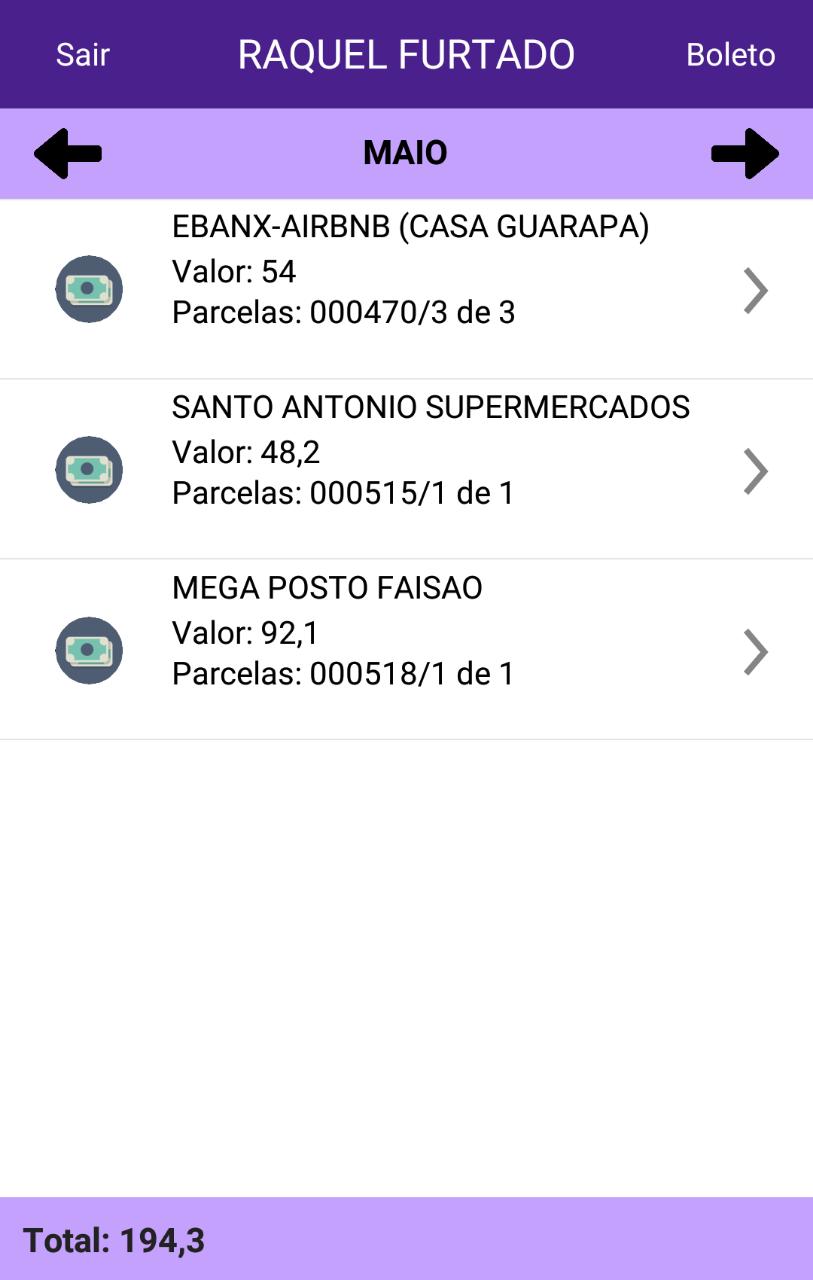 Sair RAQUEL FURTADO Boleto
MAIO
EBANX-AIRBNB (CASA GUARAPA)
Valor: 54
Parcelas: 000470/3 de 3
SANTO ANTONIO SUPERMERCADOS
Valor: 48,2
Parcelas: 000515/1 de 1
MEGA POSTO FAISAO
Valor: 92,1
Parcelas: 000518/1 de 1
Total: 194,3